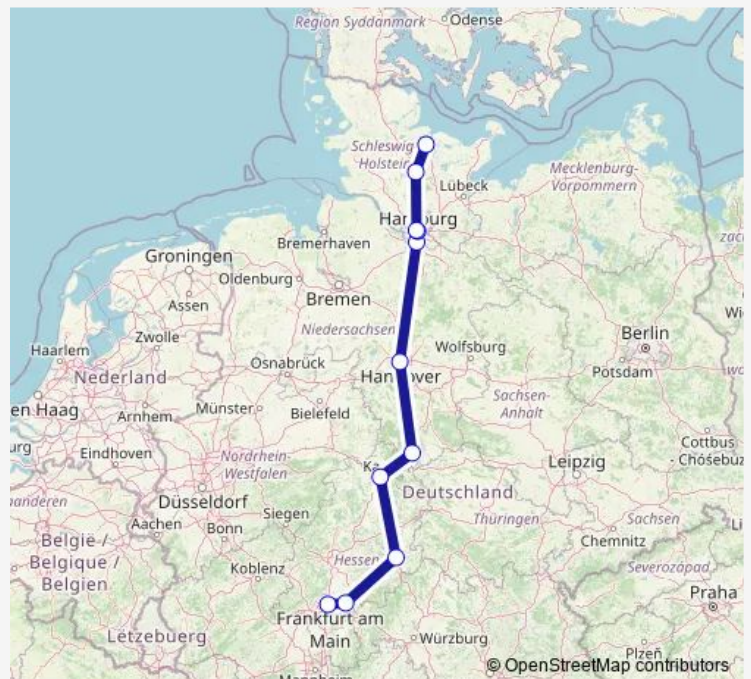 Region Syddanmark
Odense
Schleswig
Holstein
Lübeck
Mecklenburg-
Vorpommern
Hamburg
Bremerhaven
Groningen
Oldenburg
Assen
Bremen
Zwolle
Niedersachsen
Berlin
Haarlem
Wolfsburg
Nederland
Osnabrück
Hannover
Potsdam
en Haag
Arnhem
Münster
Bielefeld
Sachsen-
Anhalt
Cottbus
- Chóśebuz
Eindhoven
Nordrhein-
Westfalen
Ka
Leipzig
Düsseldorf
Deutschland
Aachen
Bonn
Siegen
Thüringen
Sachsen
Chemnitz
België /
Belgique /
Belgien
Koblenz
Hessen
Severozápad
Praha
Frankfurt am
Main
Lëtzebuerg
Würzburg
Plzeň
Mannheim
© OpenStreetMap contributors